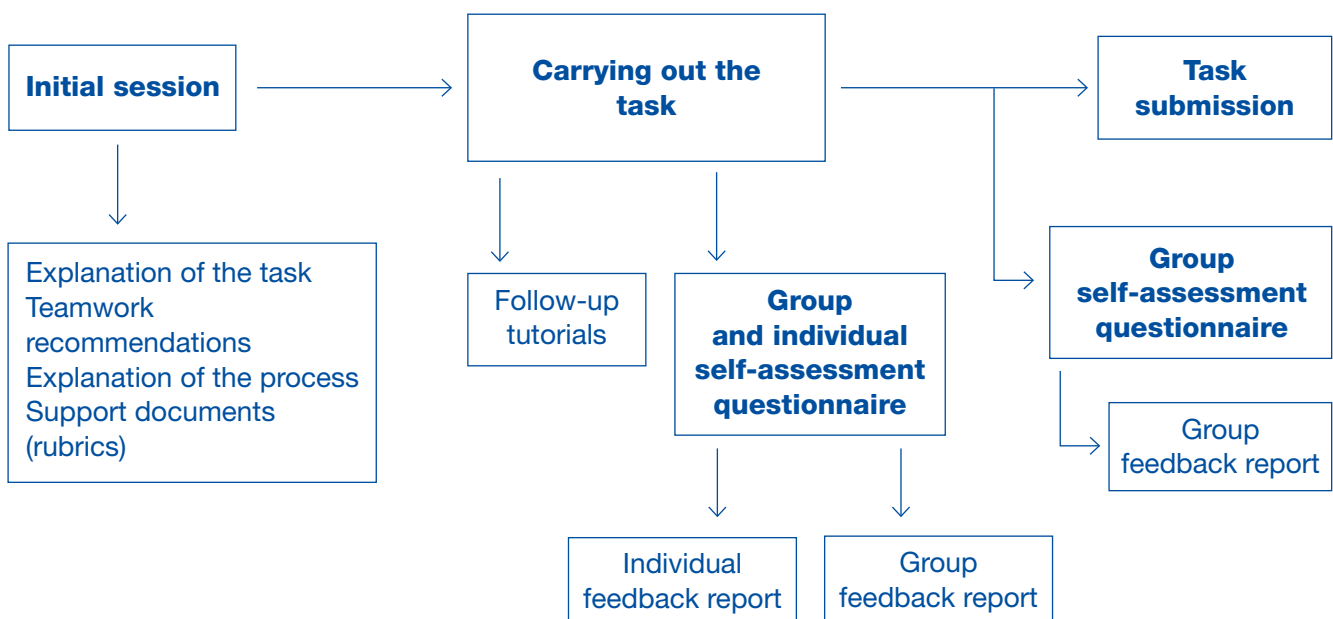 Initial session
Carrying out the
task
Task
submission
Explanation of the task
Teamwork
recommendations
Explanation of the process
Support documents
(rubrics)
Follow-up
tutorials
Group
and individual
self-assessment
questionnaire
Group
self-assessment
questionnaire
Group
feedback report
Individual
feedback report
Group
feedback report